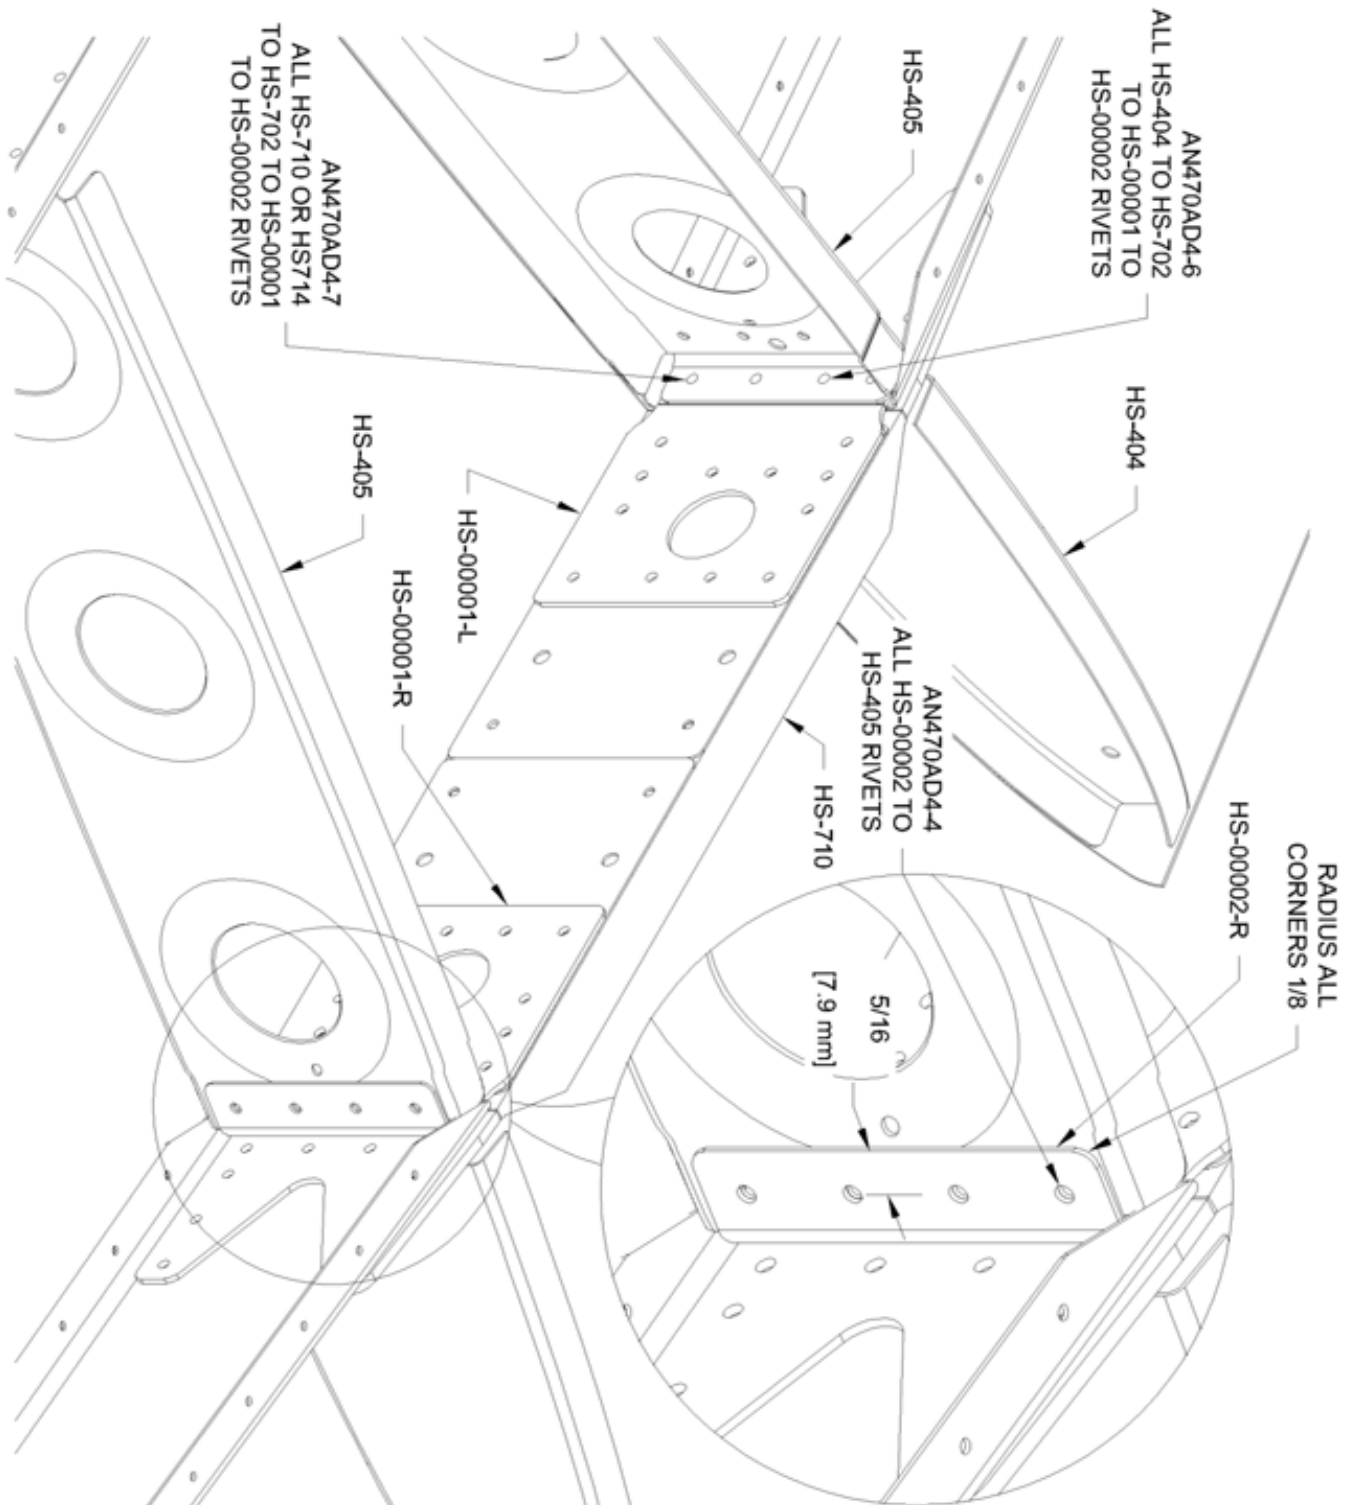 AN470AD4-6
ALL HS-404 TO HS-702
TO HS-00001 TO
HS-00002 RIVETS
HS-404
RADIUS ALL
CORNERS 1/8
HS-00002-R
HS-405
AN470AD4-4
ALL HS-00002 TO
HS-405 RIVETS
HS-710
5/16
[7.9 mm]
AN470AD4-7
ALL HS-710 OR HS714
TO HS-702 TO HS-00001
TO HS-00002 RIVETS
HS-00001-L
HS-00001-R
HS-405